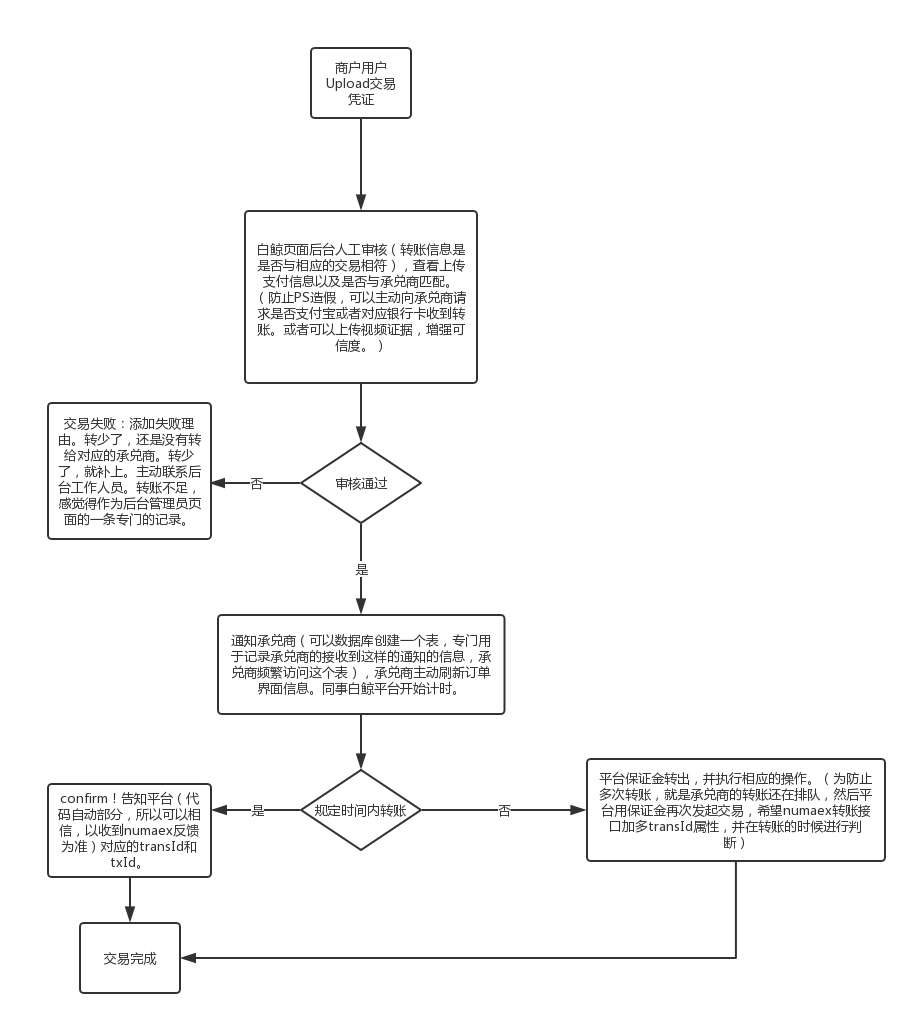 商户用户
Upload交易
凭证
白鲸页面后台人工审核（转账信息是
是否与相应的交易相符），查看上传
支付信息以及是否与承兑商匹配。
（防止PS造假，可以主动向承兑商请
求是否支付宝或者对应银行卡收到转
账。或者可以上传视频证据，增强可
信度。）
交易失败：添加失败理
由。转少了，还是没有转
给对应的承兑商。转少
了，就补上。主动联系后
台工作人员。转账不足，
感觉得作为后台管理员页
面的一条专门的记录。
否
审核通过
是
通知承兑商（可以数据库创建一个表，专门用
于记录承兑商的接收到这样的通知的信息，承
兑商频繁访问这个表），承兑商主动刷新订单
界面信息。同事白鲸平台开始计时。
confirm！告知平台（代
码自动部分，所以可以相
信，以收到numaex反馈
为准）对应的transId和
txId。
是
规定时间内转账
否
平台保证金转出，并执行相应的操作。（为防止
多次转账，就是承兑商的转账还在排队，然后平
台用保证金再次发起交易，希望numaex转账接
口加多transId属性，并在转账的时候进行判
断）
交易完成